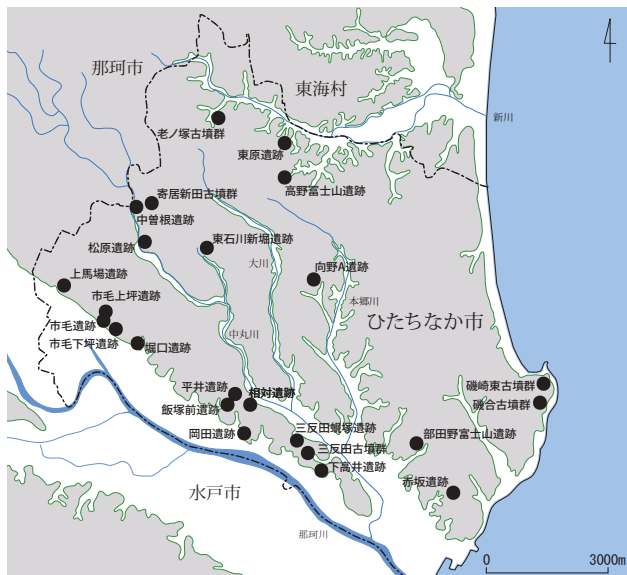 那珂市
東海村
新川
老ノ塚古墳群
東原遺跡
高野富士山遺跡
寄居新田古墳群
中曽根遺跡
松原遺跡
東石川新堀遺跡
大川
上馬場遺跡
向野A遺跡
本郷川
市毛上坪遺跡
市毛遺跡
市毛下坪遺跡
堀口遺跡
中丸川
ひたちなか市
平井遺跡
相対遺跡
飯塚前遺跡
磯崎東古墳群
磯合古墳群
岡田遺跡
三反田蜆塚遺跡
三反田古墳群
下高井遺跡
部田野富士山遺跡
赤坂遺跡
水戸市
那珂川
0 3000m